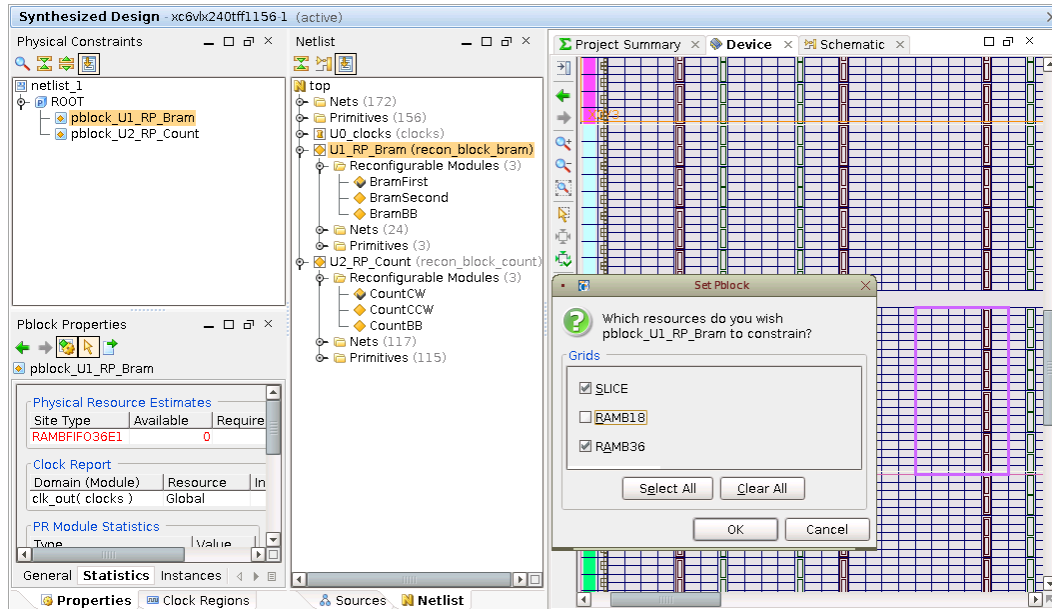 Synthesized Design - xc6vlx240tff1156-1 (active)
Physical Constraints
netlist_1
ROOT
pblock_U1_RP_Bram
pblock_U2_RP_Count
Pblock Properties
pblock_U1_RP_Bram
Physical Resource Estimates
Site Type Available Require
RAMBFIFO36E1 0
Clock Report
Domain (Module) Resource In
clk_out( clocks ) Global
PR Module Statistics
Type Value
General Statistics Instances
Properties Clock Regions
Netlist
top
Nets (172)
Primitives (156)
U0_clocks (clocks)
U1_RP_Bram (recon_block_bram)
Reconfigurable Modules (3)
BramFirst
BramSecond
BramBB
Nets (24)
Primitives (3)
U2_RP_Count (recon_block_count)
Reconfigurable Modules (3)
CountCW
CountCCW
CountBB
Nets (117)
Primitives (115)
Sources Netlist
Project Summary Device Schematic
Set Pblock
Which resources do you wish
pblock_U1_RP_Bram to constrain?
Grids
SLICE
RAMB18
RAMB36
Select All Clear All
OK Cancel